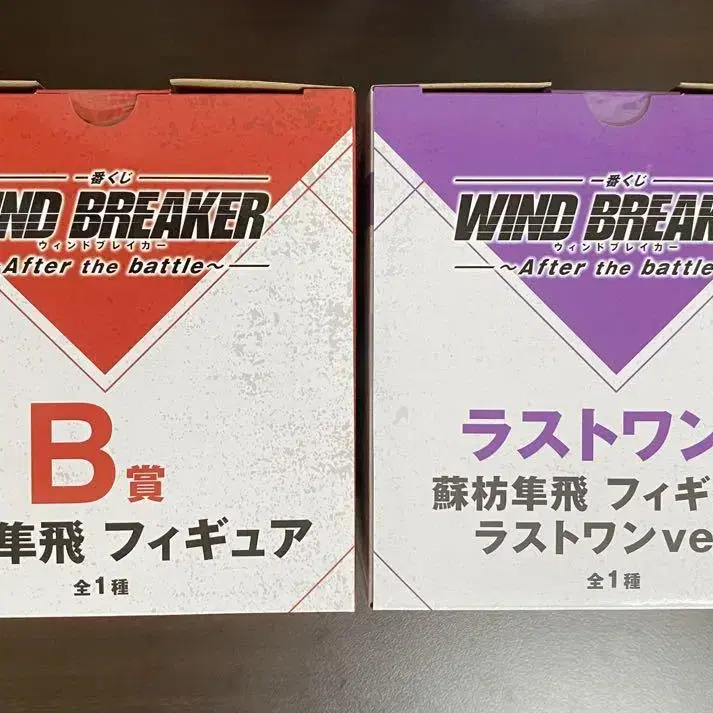 一番くじ
IND BREAKER
ウィンドブレイカー
~After the battle~
B賞
隼飛 フィギュア
全1種
一番くじ
WIND BREAK
ウィンドブレイカー
~After the battle
ラストワン
蘇枋隼飛 フィギ
ラストワンve
全1種